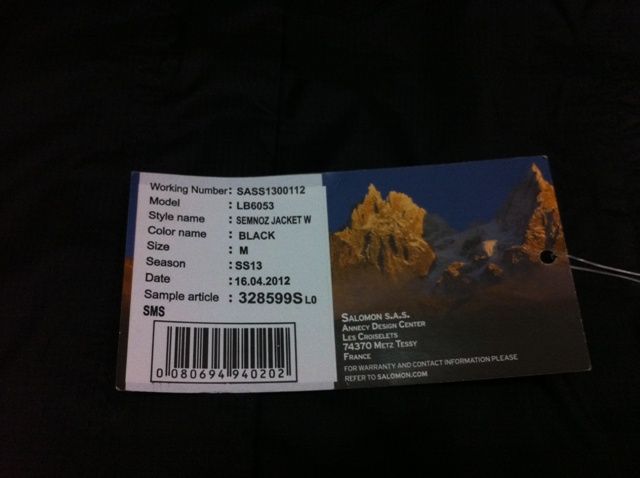 Working Number: SASS1300112
Model : LB6053
Style name : SEMNOZ JACKET W
Color name : BLACK
Size : M
Season : SS13
Date : 16.04.2012
Sample article : 328599S L0
SMS
0 080694 940202
SALOMON S.A.S.
ANNECY DESIGN CENTER
LES CROISELETS
74370 METZ TESSY
FRANCE
FOR WARRANTY AND CONTACT INFORMATION PLEASE
REFER TO SALOMON.COM